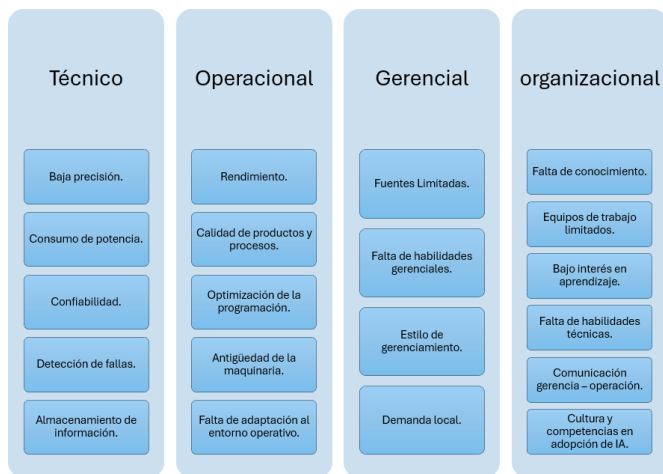 Técnico
Baja precisión.
Consumo de potencia.
Confiabilidad.
Detección de fallas.
Almacenamiento de
información.
Operacional
Rendimiento.
Calidad de productos y
procesos.
Optimización de la
programación.
Antigüedad de la
maquinaria.
Falta de adaptación al
entorno operativo.
Gerencial
Fuentes Limitadas.
Falta de habilidades
gerenciales.
Estilo de
gerenciamiento.
Demanda local.
organizacional
Falta de conocimiento.
Equipos de trabajo
limitados.
Bajo interés en
aprendizaje.
Falta de habilidades
técnicas.
Comunicación
gerencia – operación.
Cultura y
competencias en
adopción de IA.